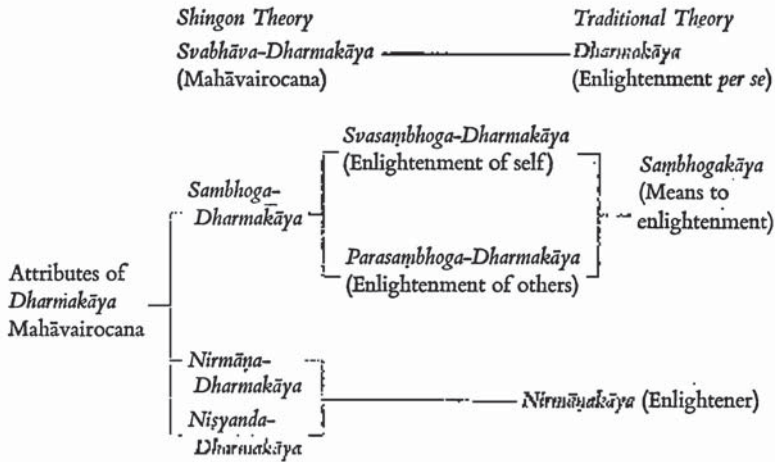 Shingon Theory Traditional Theory
Svabhāva-Dharmakāya Dharmakāya
(Mahāvairocana) (Enlightenment per se)
Svasaṃbhoga-Dharmakāya
(Enlightenment of self)
Saṃbhoga-
Dharmakāya
Saṃbhogakāya
(Means to
enlightenment)
Parasaṃbhoga-Dharmakāya
(Enlightenment of others)
Attributes of
Dharmakāya
Mahāvairocana
Nirmāṇa-
Dharmakāya
Niṣyanda-
Dharmakāya
Nirmāṇakāya (Enlightener)